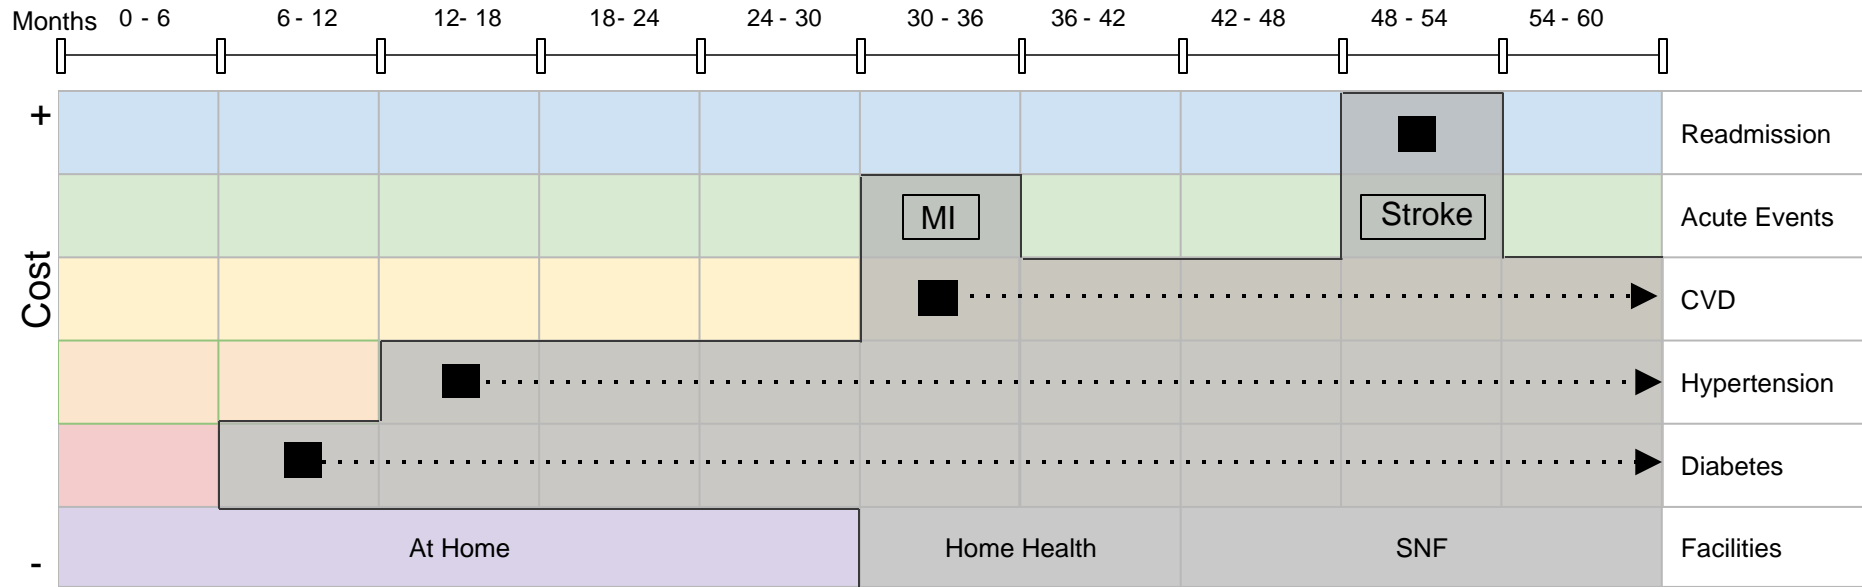 Months 0 - 6 6 - 12 12- 18 18- 24 24 - 30 30 - 36 36 - 42 42 - 48 48 - 54 54 - 60
+
Readmission
MI Stroke Acute Events
Cost
CVD
Hypertension
Diabetes
At Home Home Health SNF Facilities
-